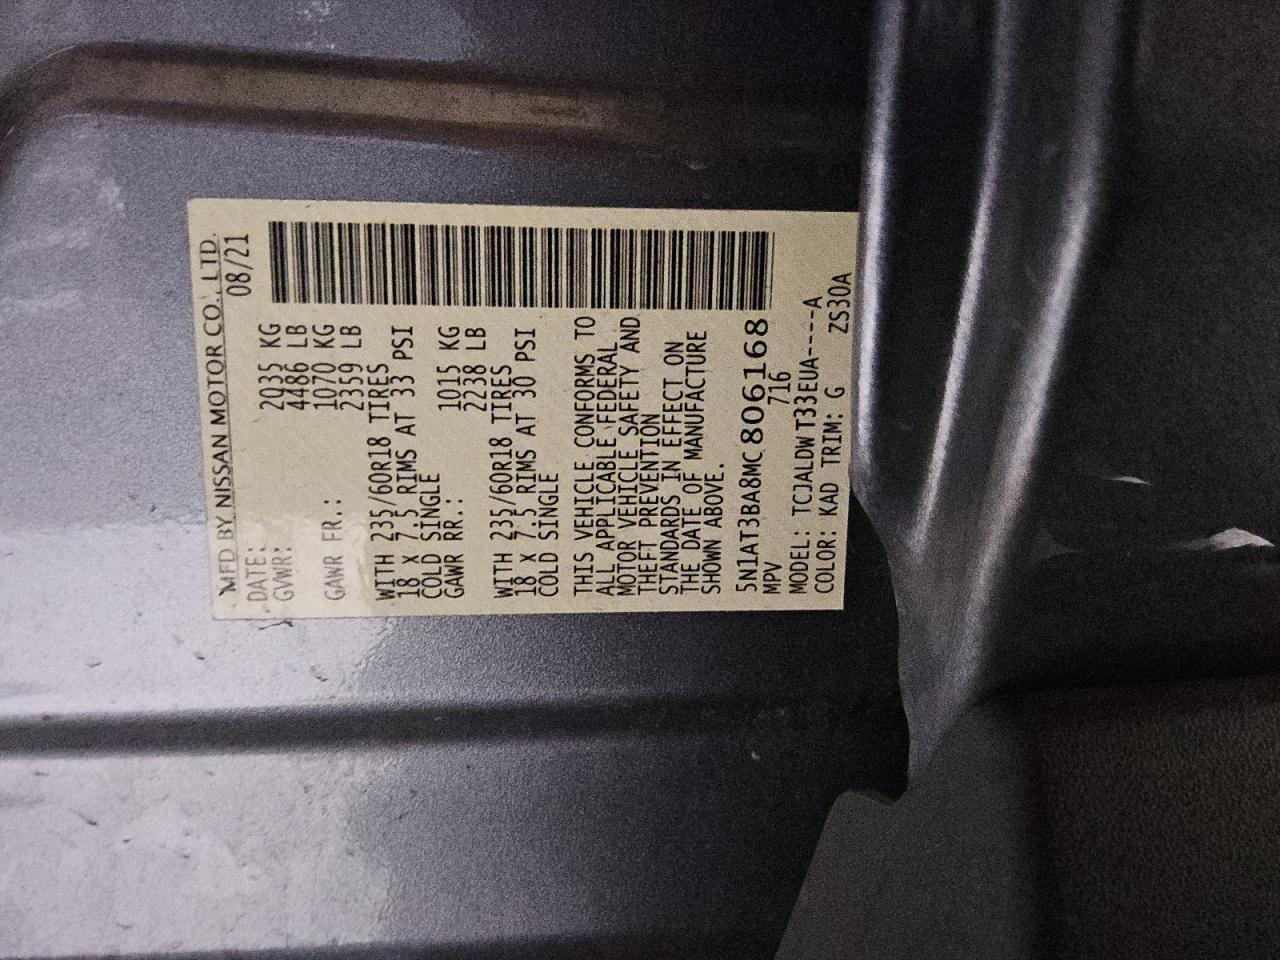 MFD BY NISSAN MOTOR CO., LTD.
DATE: 08/21
GVWR: 2035 KG
4486 LB
GAWR FR.: 1070 KG
2359 LB
WITH 235/60R18 TIRES
18 X 7.5 RIMS AT 33 PSI
COLD SINGLE
GAWR RR.: 1015 KG
2238 LB
WITH 235/60R18 TIRES
18 X 7.5 RIMS AT 30 PSI
COLD SINGLE
THIS VEHICLE CONFORMS TO
ALL APPLICABLE FEDERAL
MOTOR VEHICLE SAFETY AND
THEFT PREVENTION
STANDARDS IN EFFECT ON
THE DATE OF MANUFACTURE
SHOWN ABOVE.
5N1AT3BA8MC806168
MPV 716
MODEL: TCJALDWT33EUA----A
COLOR: KAD TRIM: G ZS30A